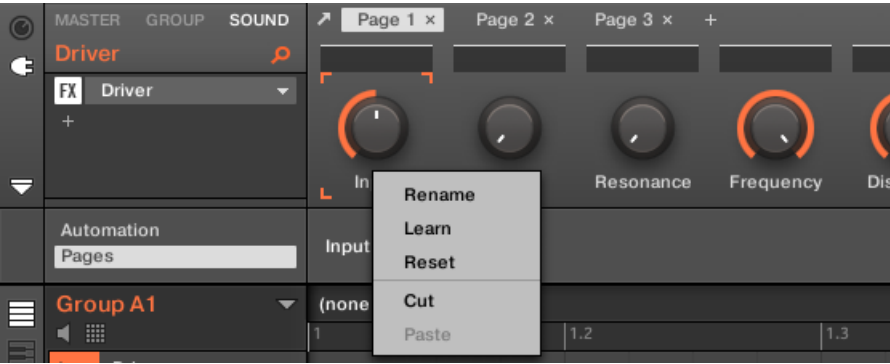 MASTER GROUP SOUND
Page 1 × Page 2 × Page 3 × +
Driver
FX Driver
+
In Resonance Frequency Dis
Rename
Learn
Reset
Cut
Paste
Automation
Pages
Input
Group A1
(none
1 1.2 1.3